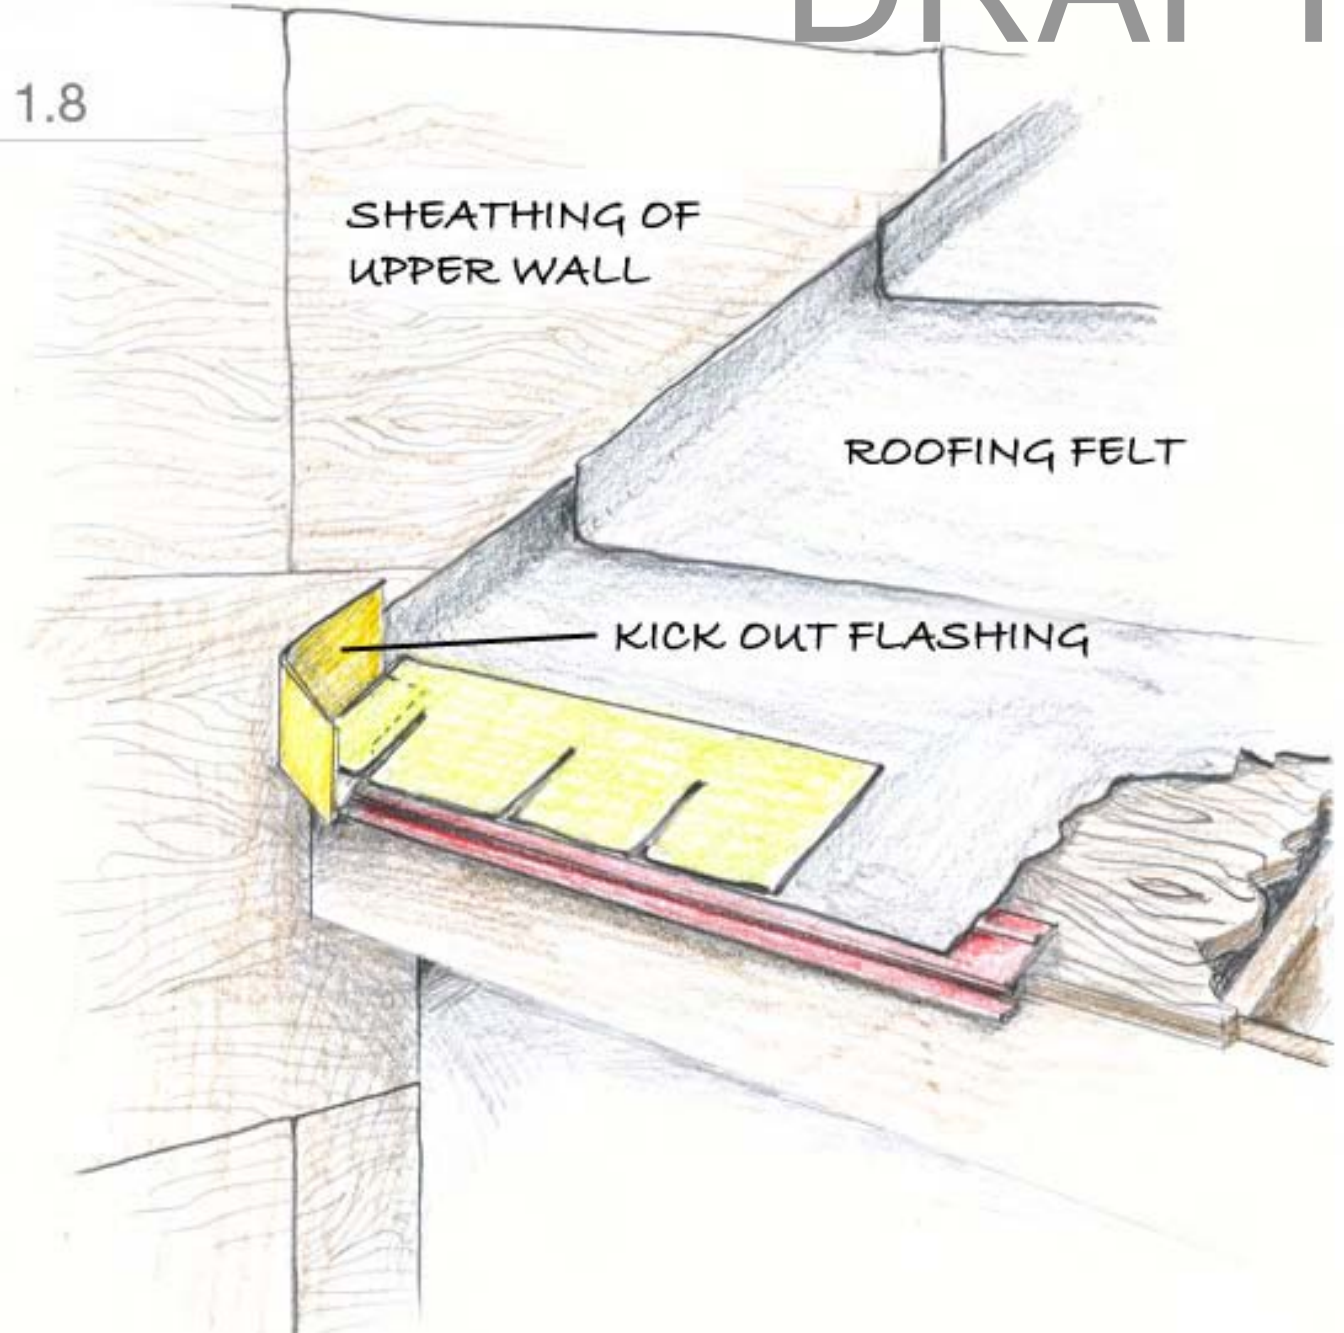 DRAFT
1.8
SHEATHING OF
UPPER WALL
ROOFING FELT
KICK OUT FLASHING